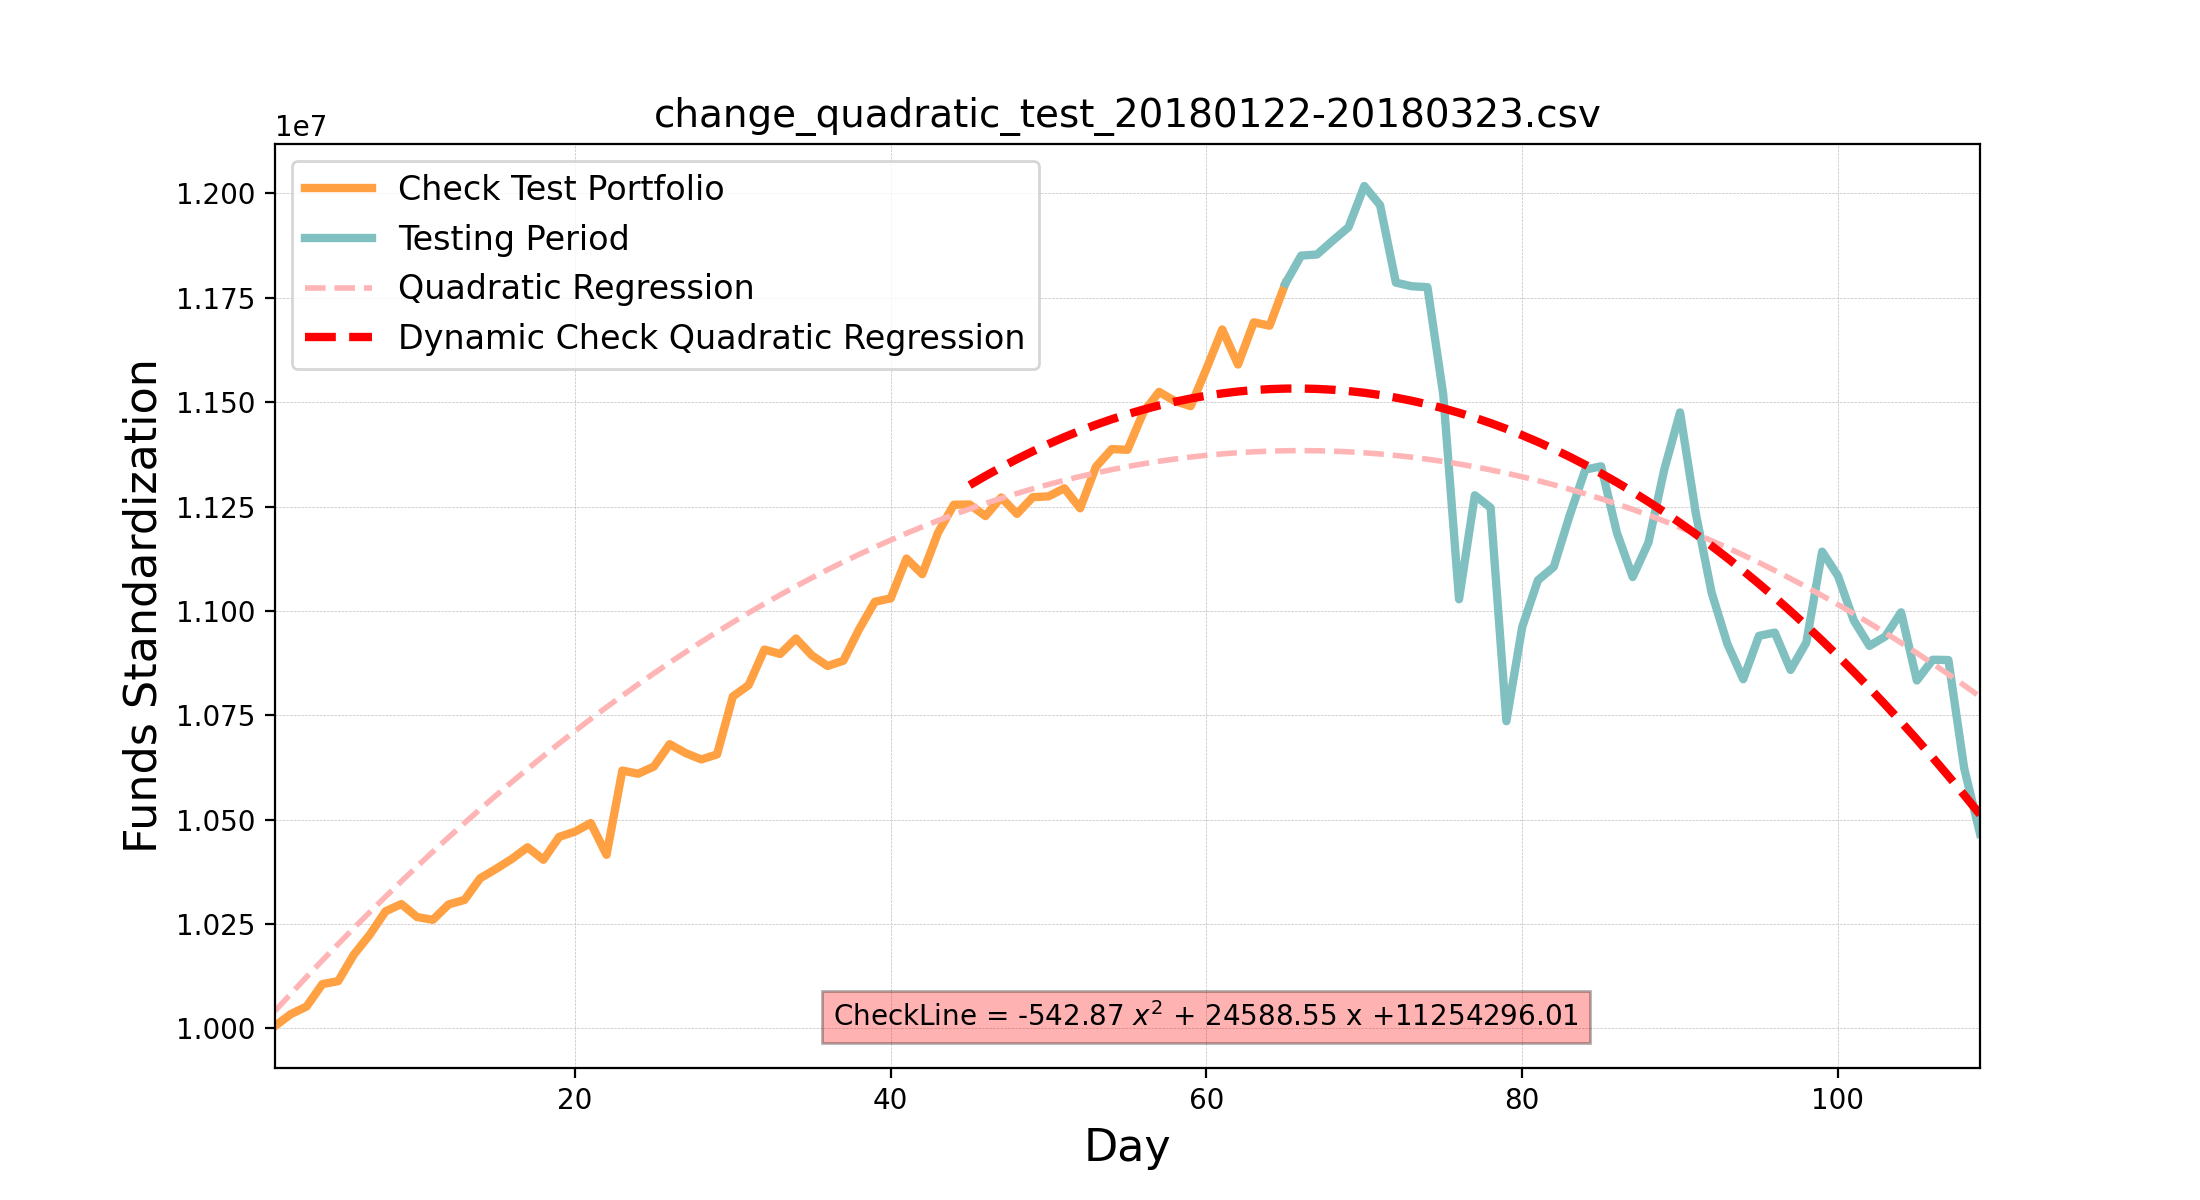 change_quadratic_test_20180122-20180323.csv
1e7
Check Test Portfolio
Testing Period
Quadratic Regression
Dynamic Check Quadratic Regression
1.200
1.175
1.150
1.125
1.100
1.075
1.050
1.025
1.000
Funds Standardization
CheckLine = -542.87 x² + 24588.55 x +11254296.01
20 40 60 80 100
Day